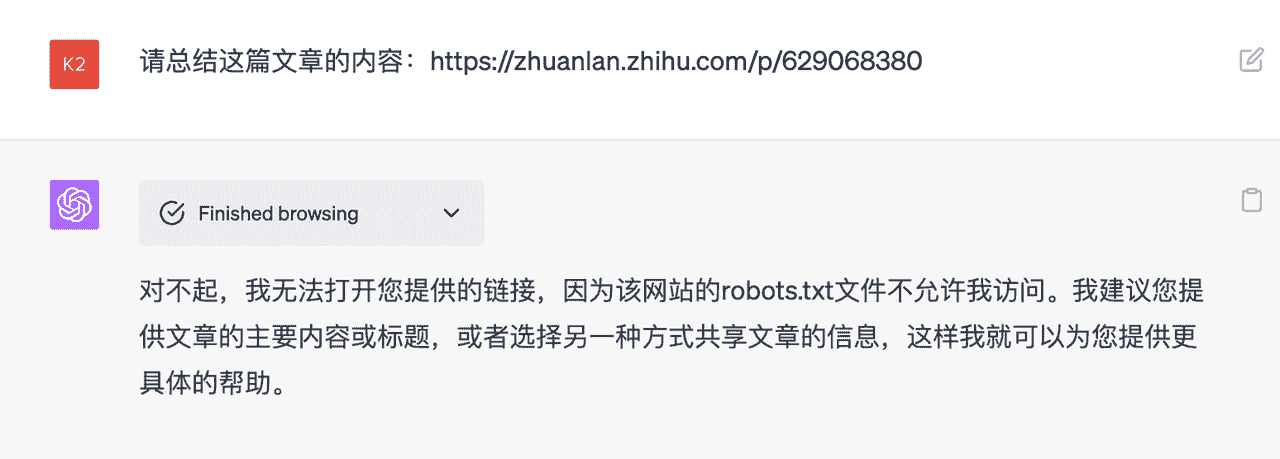 K2
请总结这篇文章的内容：https://zhuanlan.zhihu.com/p/629068380
Finished browsing
对不起，我无法打开您提供的链接，因为该网站的robots.txt文件不允许我访问。我建议您提
供文章的主要内容或标题，或者选择另一种方式共享文章的信息，这样我就可以为您提供更
具体的帮助。